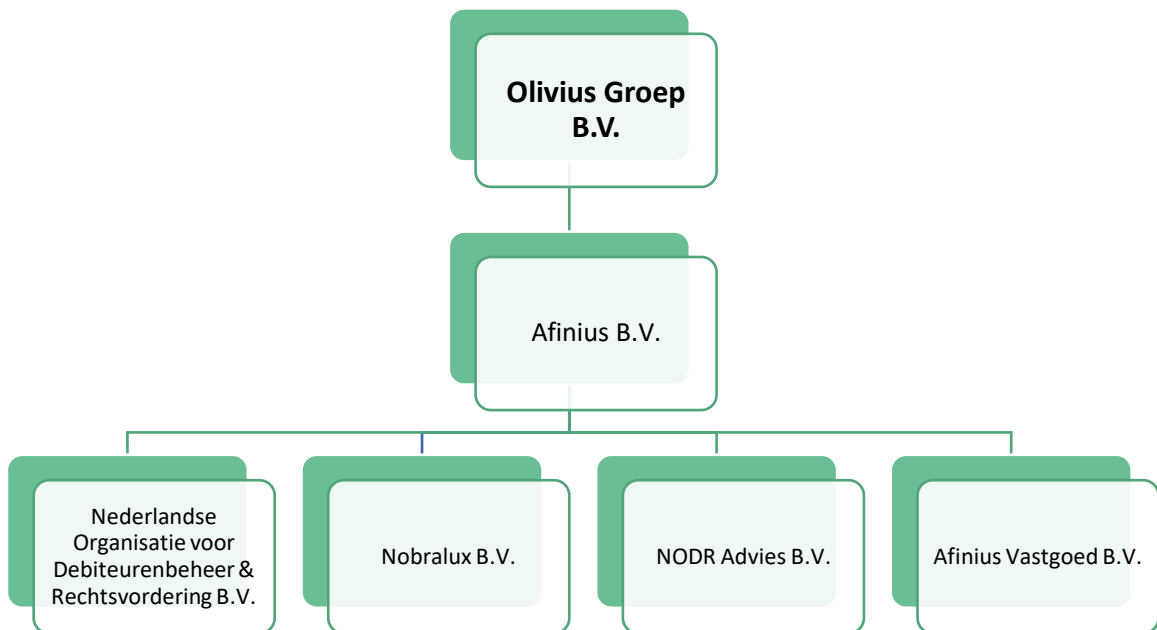 Olivius Groep
B.V.
Afinius B.V.
Nederlandse
Organisatie voor
Debiteurenbeheer &
Rechtsvordering B.V.
Nobralux B.V.
NODR Advies B.V.
Afinius Vastgoed B.V.